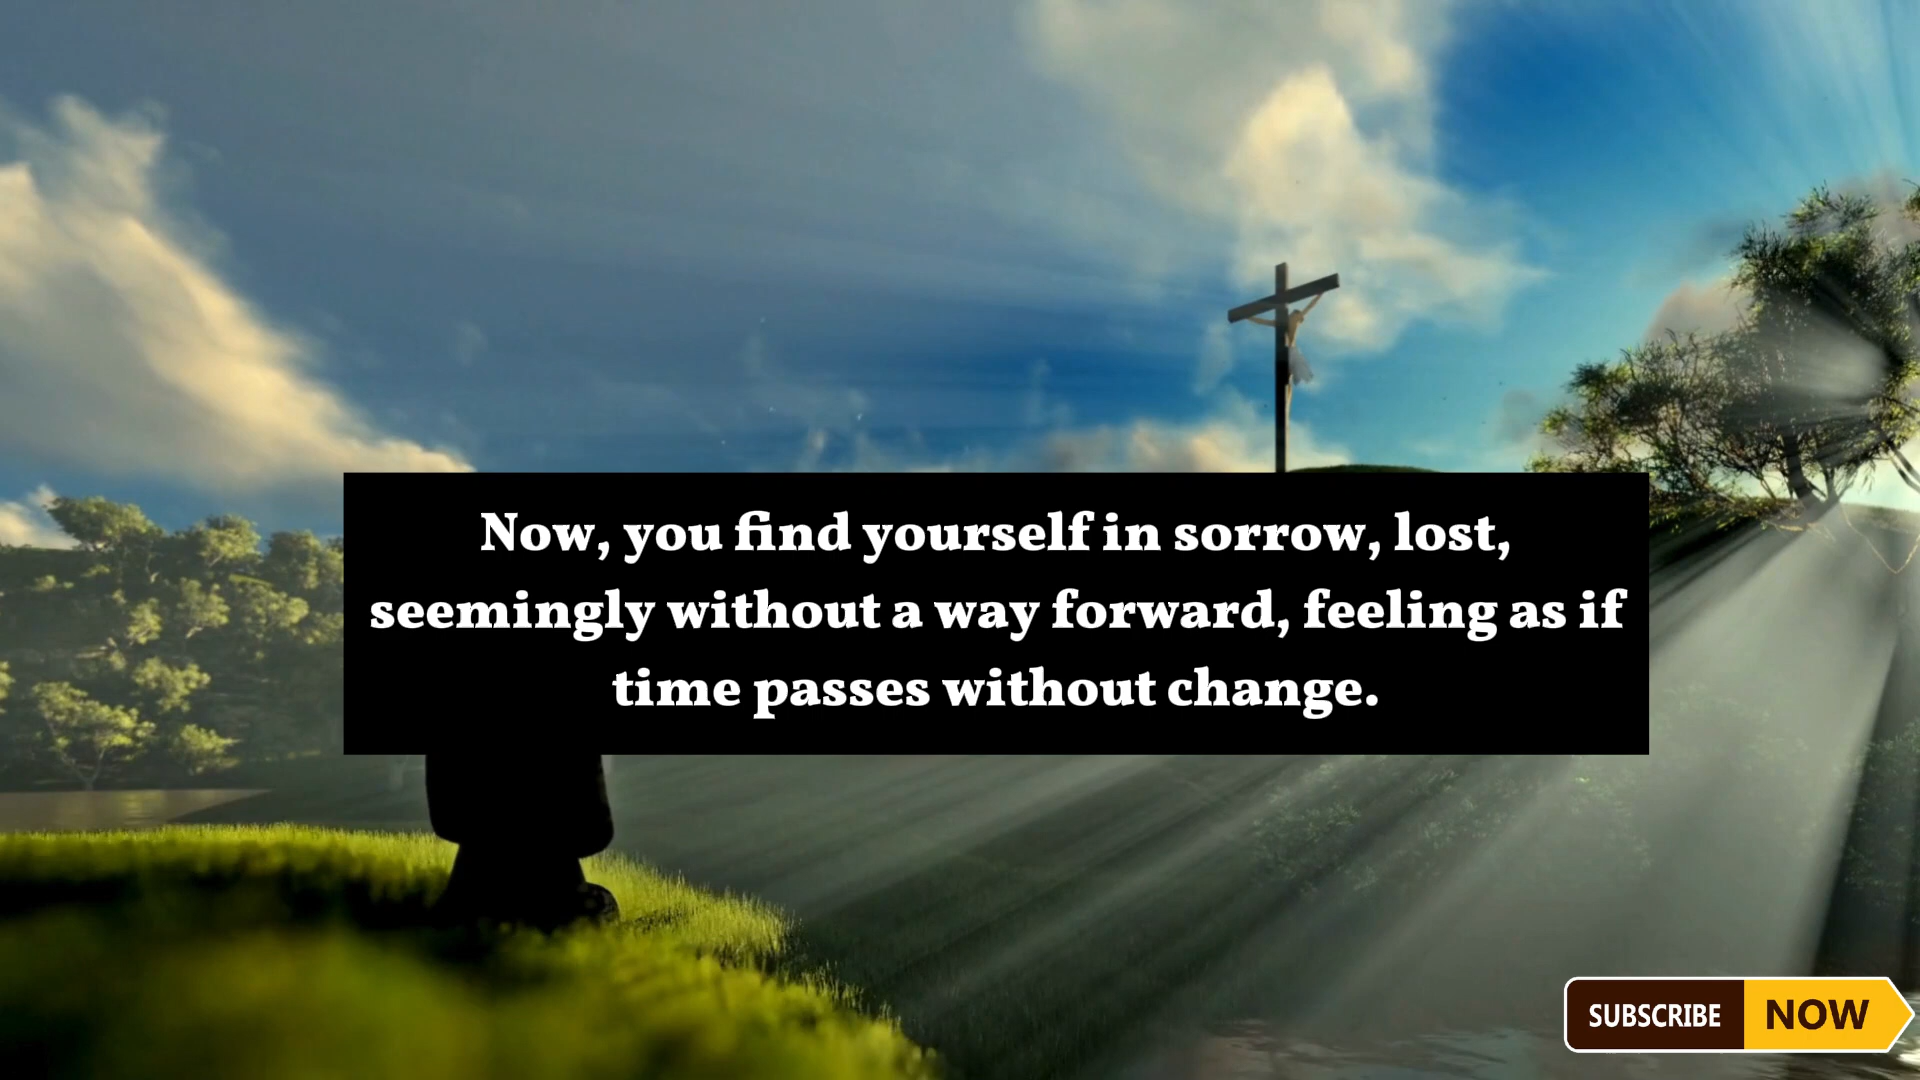 Now, you find yourself in sorrow, lost,
seemingly without a way forward, feeling as if
time passes without change.
SUBSCRIBE NOW